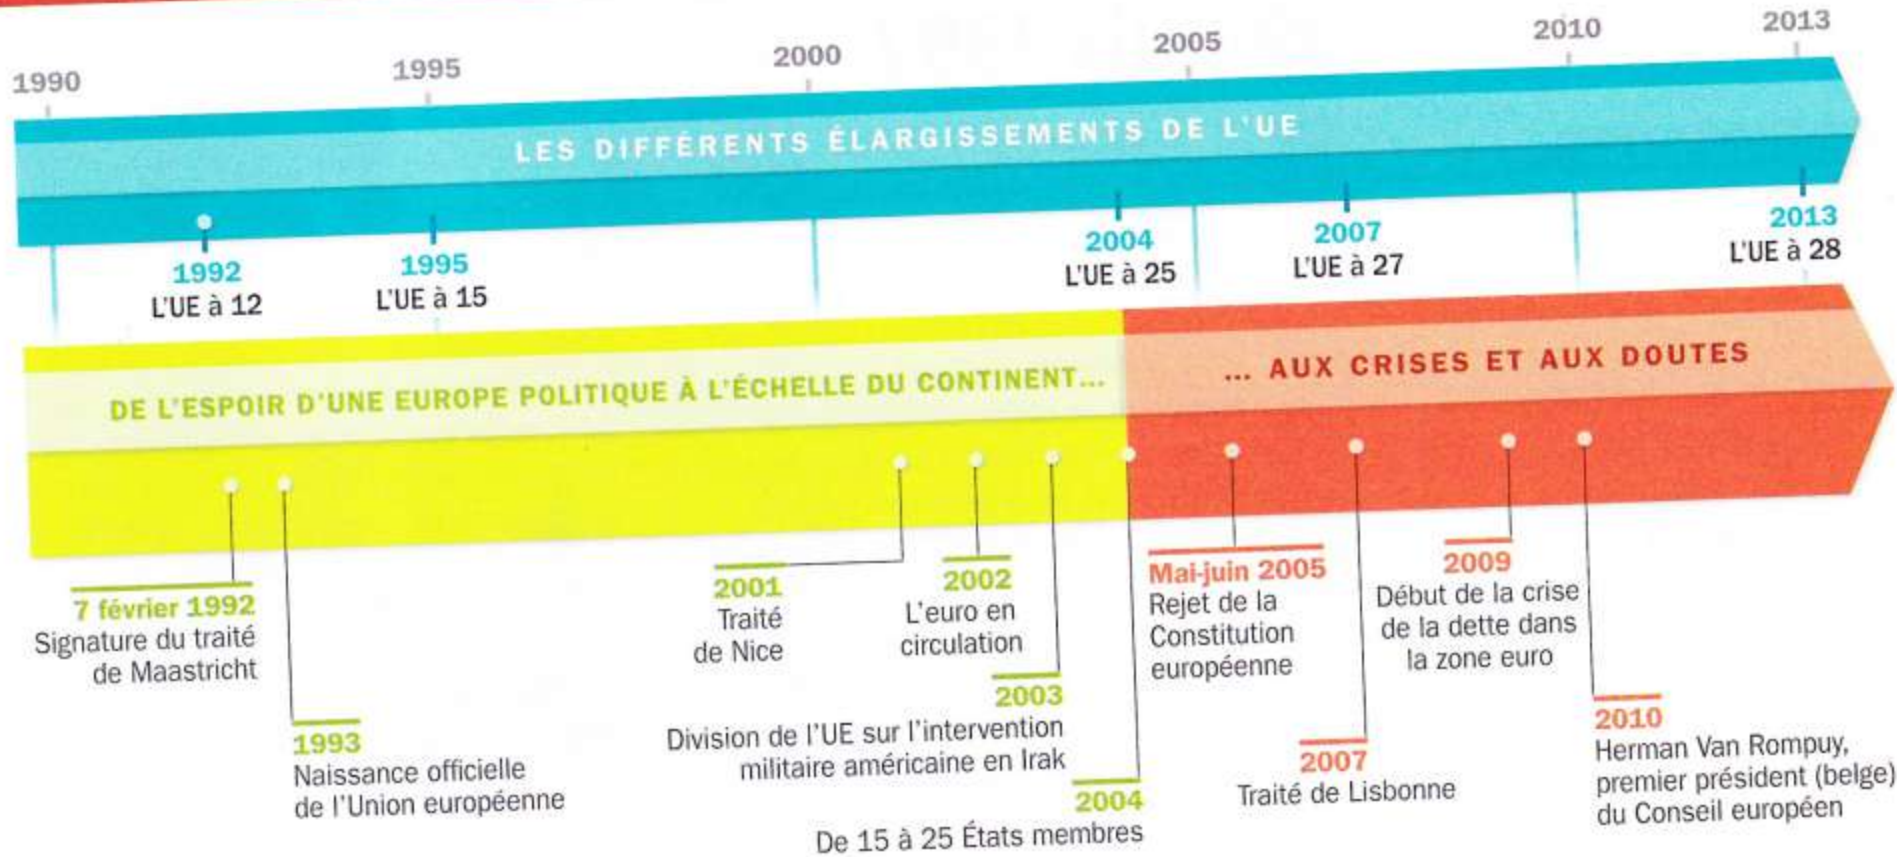 1990
1995
2000
2005
2010
2013
LES DIFFÉRENTS ÉLARGISSEMENTS DE L'UE
1992
L'UE à 12
1995
L'UE à 15
2004
L'UE à 25
2007
L'UE à 27
2013
L'UE à 28
DE L'ESPOIR D'UNE EUROPE POLITIQUE À L'ÉCHELLE DU CONTINENT...
... AUX CRISES ET AUX DOUTES
7 février 1992
Signature du traité
de Maastricht
1993
Naissance officielle
de l'Union européenne
2001
Traité
de Nice
2002
L'euro en
circulation
2003
Division de l'UE sur l'intervention
militaire américaine en Irak
2004
De 15 à 25 États membres
Mai-juin 2005
Rejet de la
Constitution
européenne
2007
Traité de Lisbonne
2009
Début de la crise
de la dette dans
la zone euro
2010
Herman Van Rompuy,
premier président (belge)
du Conseil européen